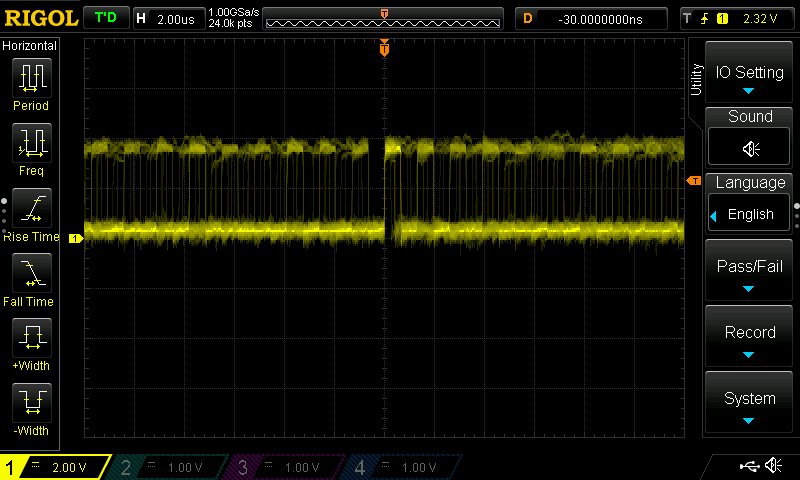 RIGOL T'D H 2.00us 1.00GSa/s 24.0k pts T D -30.0000000ns T 1 2.32 V
Horizontal
Period
Freq
Rise Time
Fall Time
+Width
-Width
T
T
1
Utility
IO Setting
Sound
Language
English
Pass/Fail
Record
System
1 2.00 V 2 1.00 V 3 1.00 V 4 1.00 V